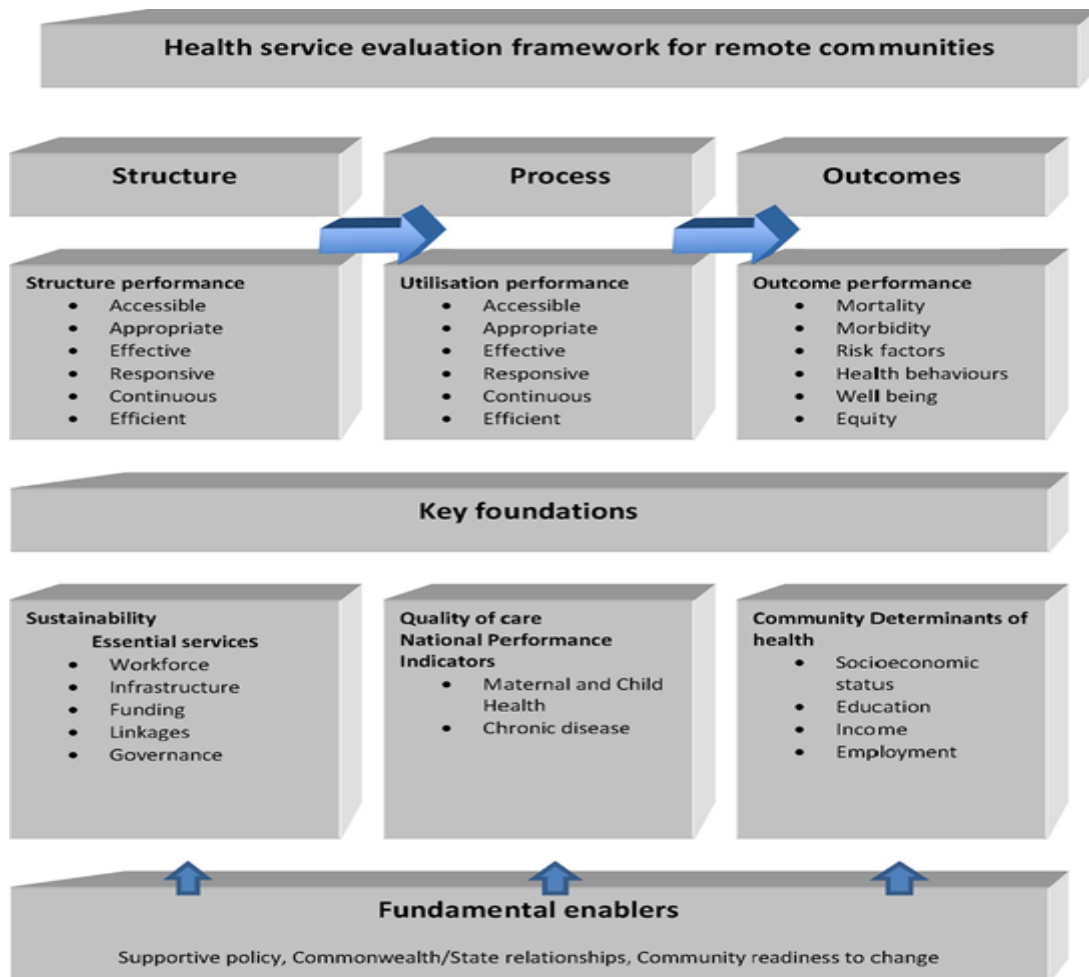 Health service evaluation framework for remote communities
Structure
Process
Outcomes
Structure performance
• Accessible
• Appropriate
• Effective
• Responsive
• Continuous
• Efficient
Utilisation performance
• Accessible
• Appropriate
• Effective
• Responsive
• Continuous
• Efficient
Outcome performance
• Mortality
• Morbidity
• Risk factors
• Health behaviours
• Well being
• Equity
Key foundations
Sustainability
Essential services
• Workforce
• Infrastructure
• Funding
• Linkages
• Governance
Quality of care
National Performance
Indicators
• Maternal and Child
Health
• Chronic disease
Community Determinants of
health
• Socioeconomic
status
• Education
• Income
• Employment
Fundamental enablers
Supportive policy, Commonwealth/State relationships, Community readiness to change